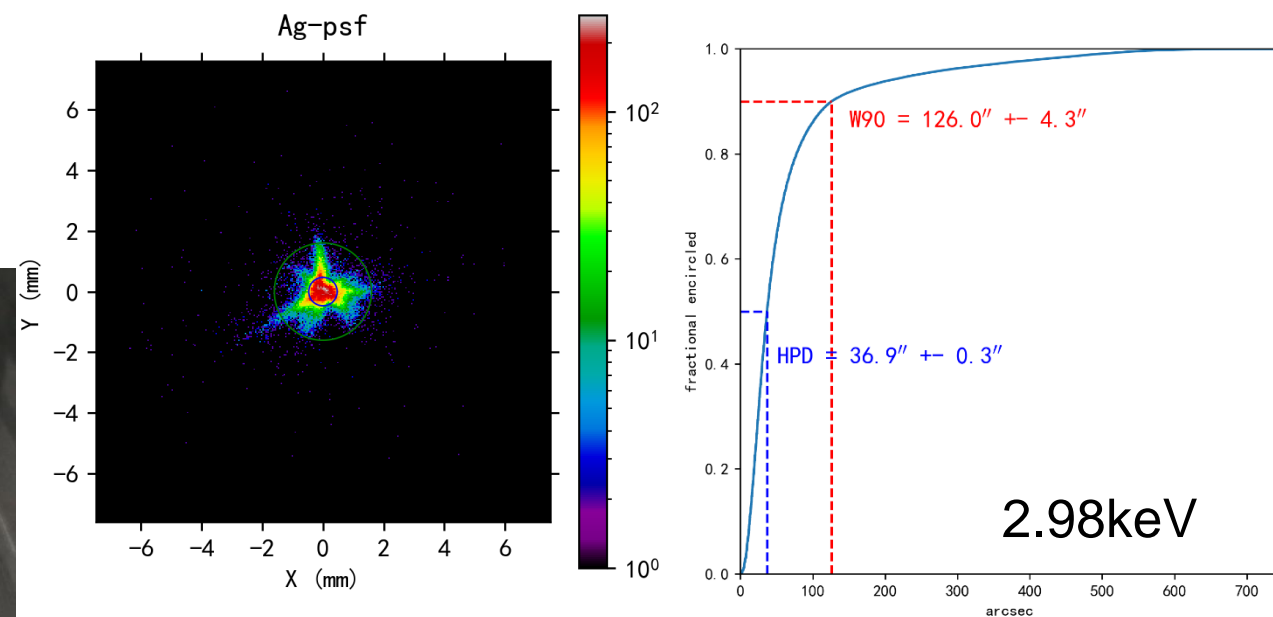 Ag-psf
6
4
2
0
−2
−4
−6
Y (mm)
−6 −4 −2 0 2 4 6
X (mm)
10²
10¹
10⁰
1.0
0.8
0.6
0.4
0.2
0.0
fractional encircled
W90 = 126.0″ +− 4.3″
HPD = 36.9″ +− 0.3″
2.98keV
0 100 200 300 400 500 600 700
arcsec